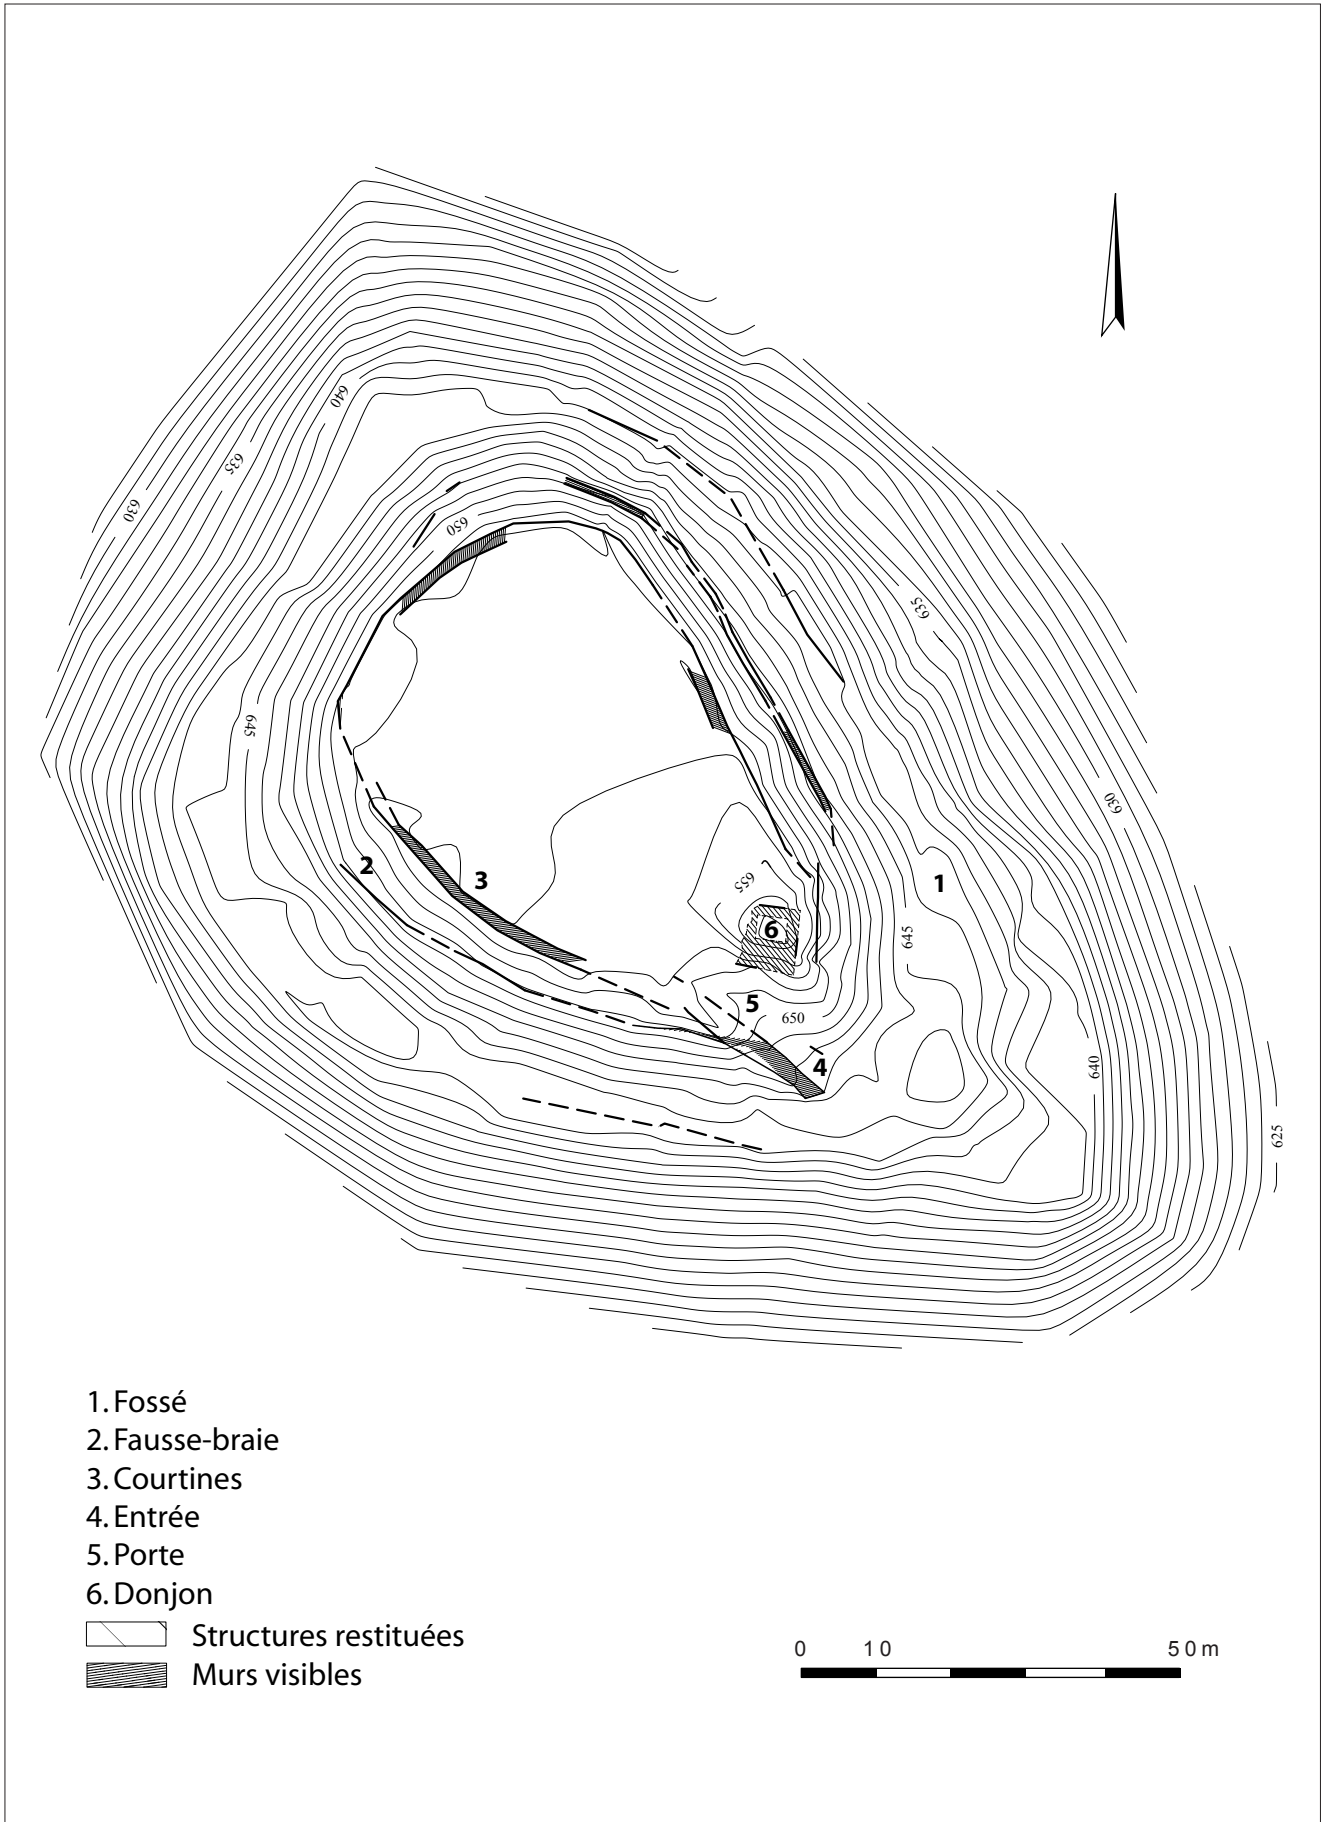 640
635
630
650
635
645
630
2
3
655
1
6
645
5
650
4
640
625
1. Fossé
2. Fausse-braie
3. Courtines
4. Entrée
5. Porte
6. Donjon
Structures restituées
Murs visibles
0 10 50m